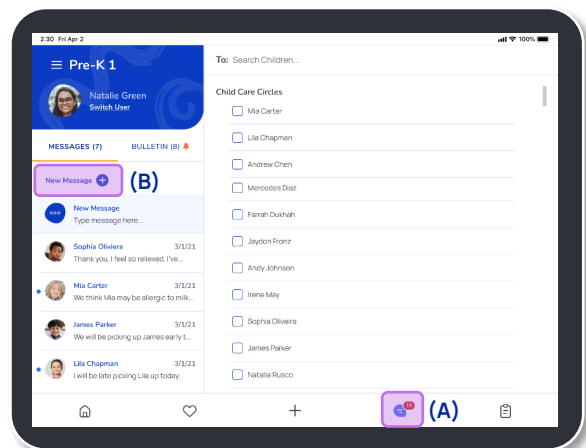 2:30 Fri Apr 2
100%
Pre-K 1
Natalie Green
Switch User
MESSAGES (7)
BULLETIN (8)
New Message
(B)
New Message
Type message here...
Sophia Oliviera
3/1/21
Thank you, I feel so relieved. I've...
Mia Carter
3/1/21
We think Mia may be allergic to milk...
James Parker
3/1/21
We will be picking up James early t...
Lila Chapman
3/1/21
I will be late picking Lila up today.
To: Search Children...
Child Care Circles
Mia Carter
Lila Chapman
Andrew Chen
Mercedes Diaz
Farrah Dukhah
Jaydon Fronz
Andy Johnson
Irene May
Sophia Oliveira
James Parker
Natalia Rusco
15
(A)